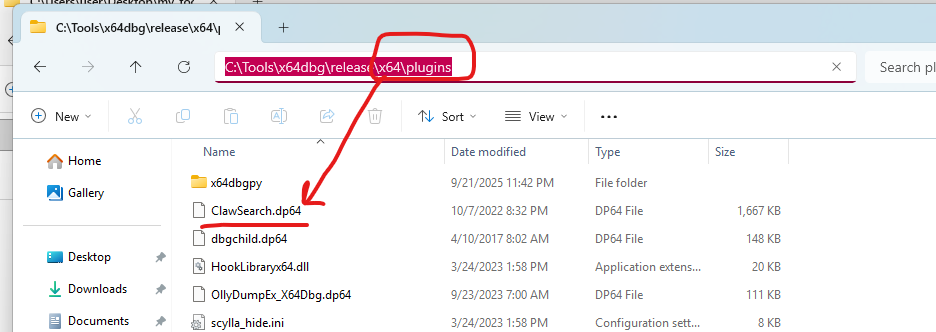 C:\Tools\x64dbg\release\x64\p
C:\Tools\x64dbg\release\x64\plugins
Search pl
New
Sort
View
Name Date modified Type Size
Home
Gallery
Desktop
Downloads
Documents
x64dbgpy 9/21/2025 11:42 PM File folder
ClawSearch.dp64 10/7/2022 8:32 PM DP64 File 1,667 KB
dbgchild.dp64 4/10/2017 8:02 AM DP64 File 148 KB
HookLibraryx64.dll 3/24/2023 1:58 PM Application extens... 20 KB
OllyDumpEx_X64Dbg.dp64 9/23/2023 7:00 AM DP64 File 111 KB
scylla_hide.ini 3/24/2023 1:58 PM Configuration sett... 8 KB